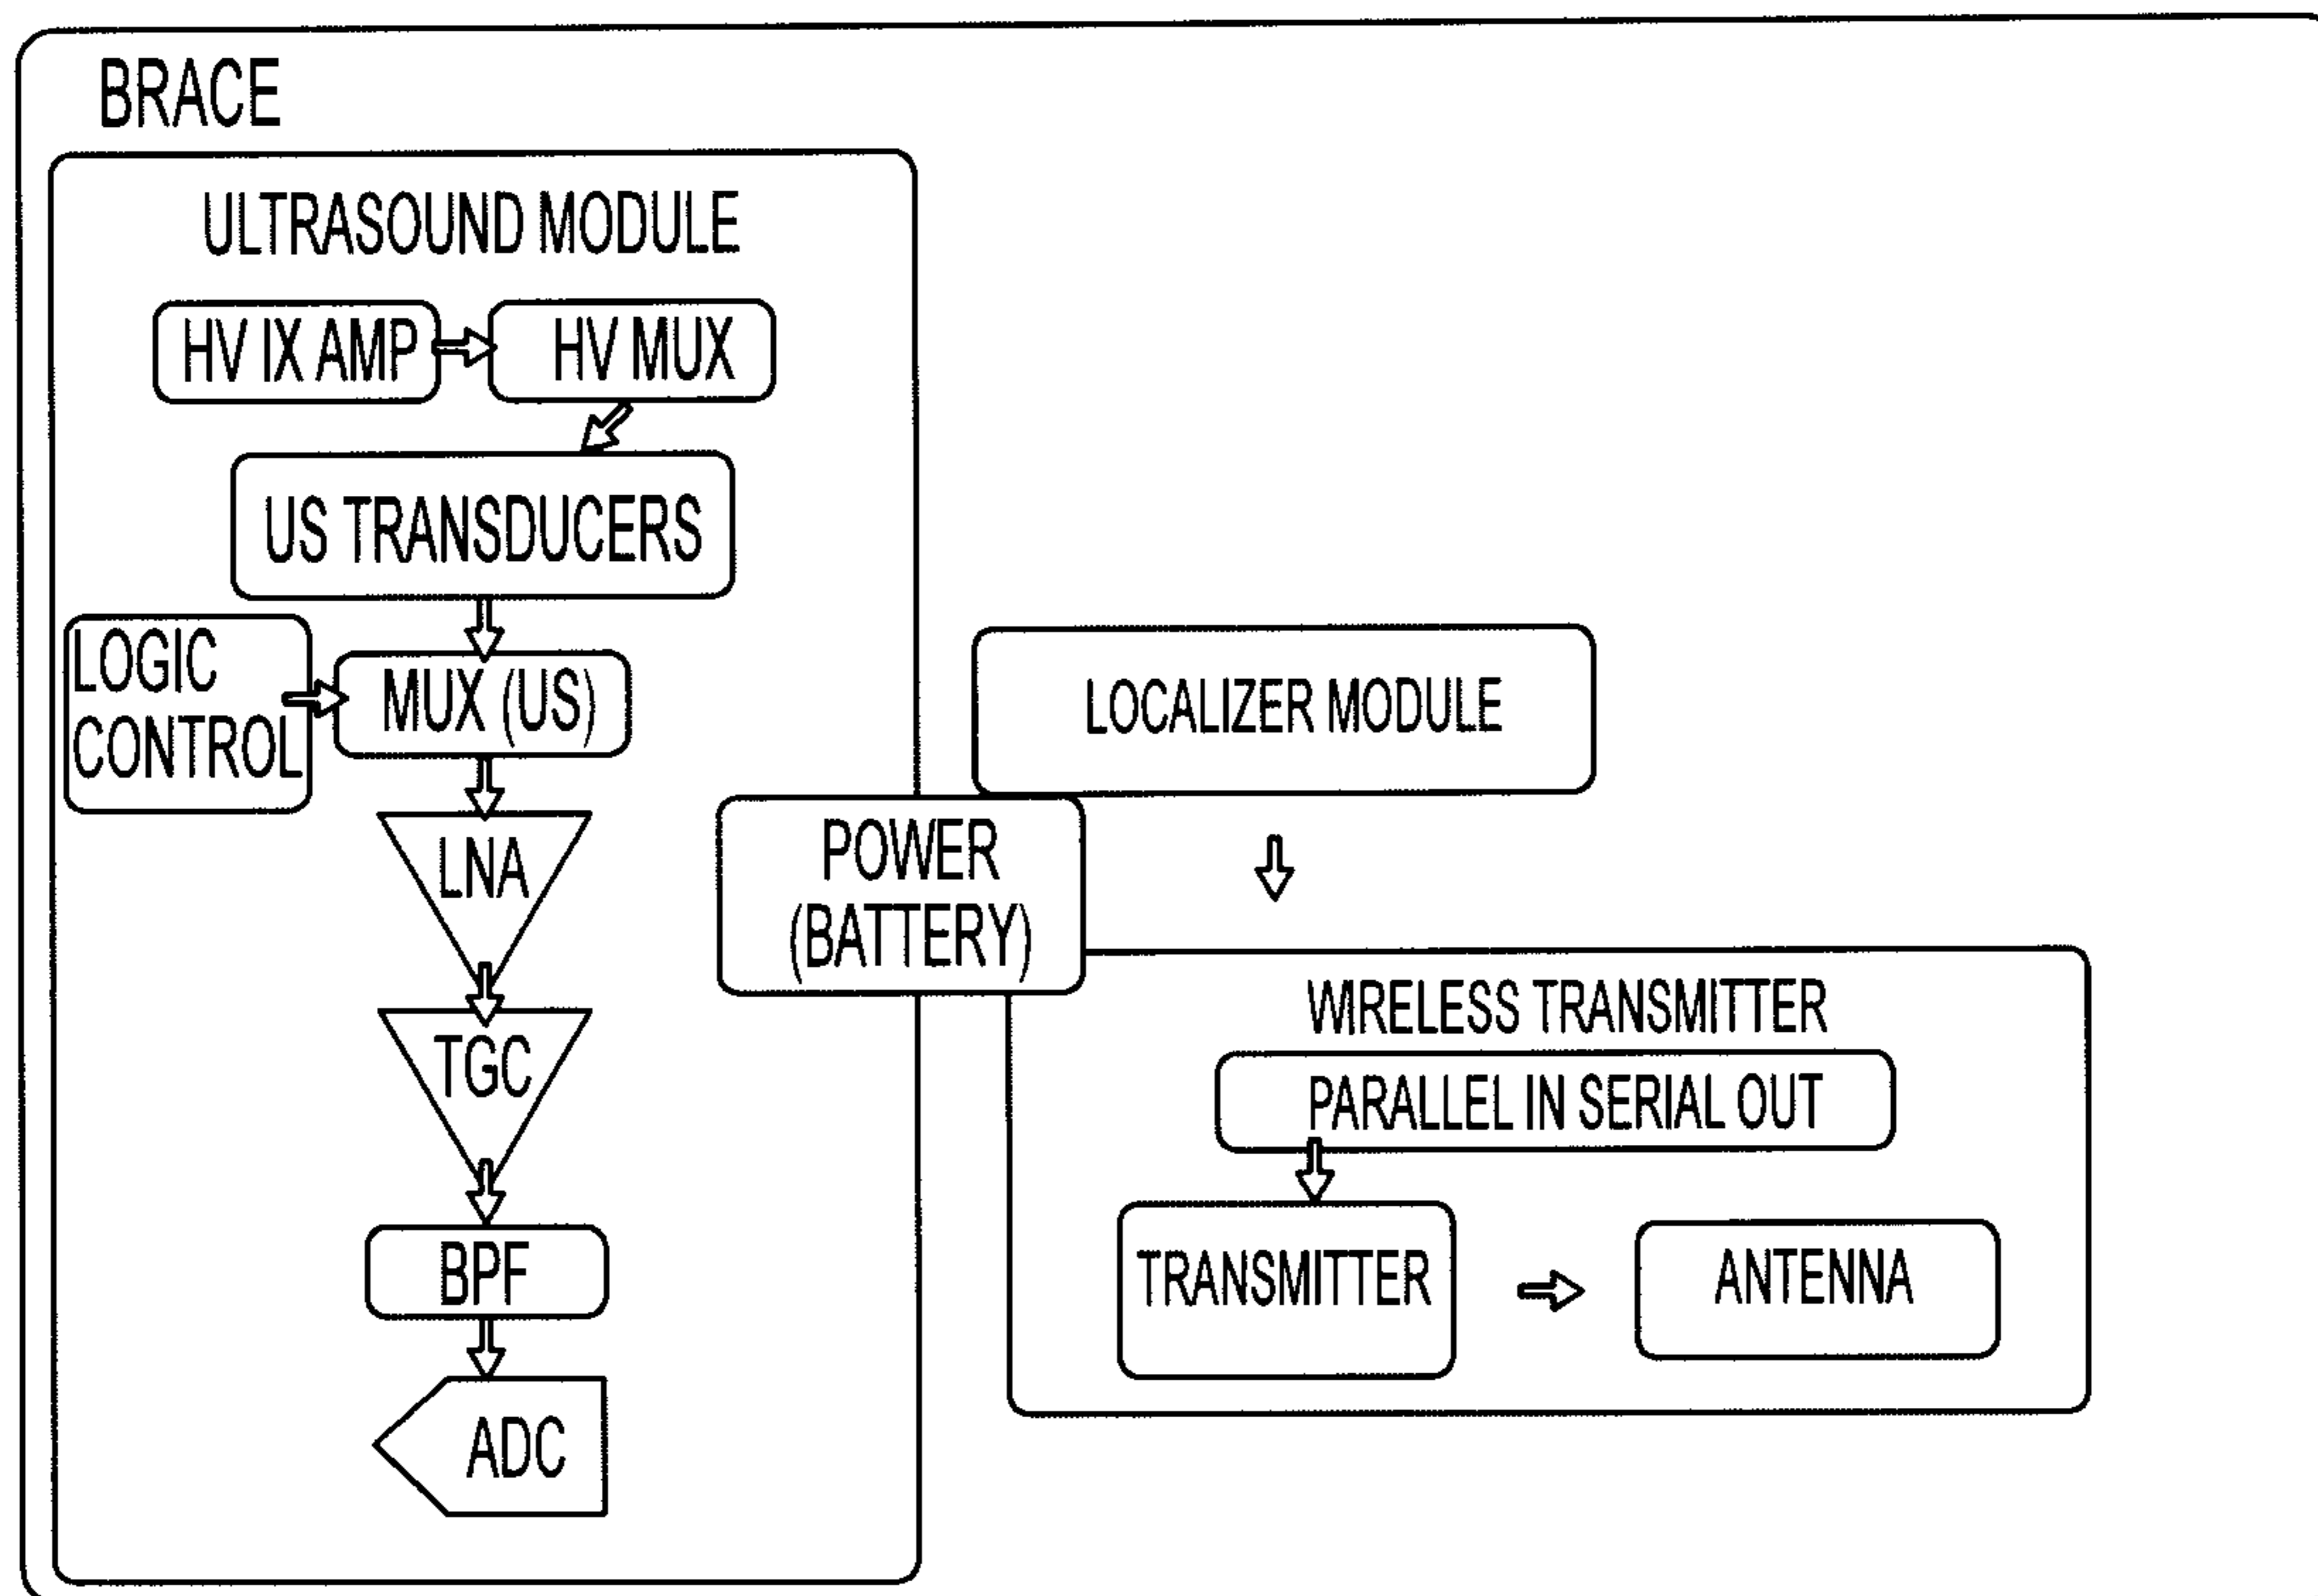 BRACE
ULTRASOUND MODULE
HV IX AMP
HV MUX
US TRANSDUCERS
LOGIC
CONTROL
MUX (US)
LNA
TGC
BPF
ADC
LOCALIZER MODULE
POWER
(BATTERY)
WIRELESS TRANSMITTER
PARALLEL IN SERIAL OUT
TRANSMITTER
ANTENNA